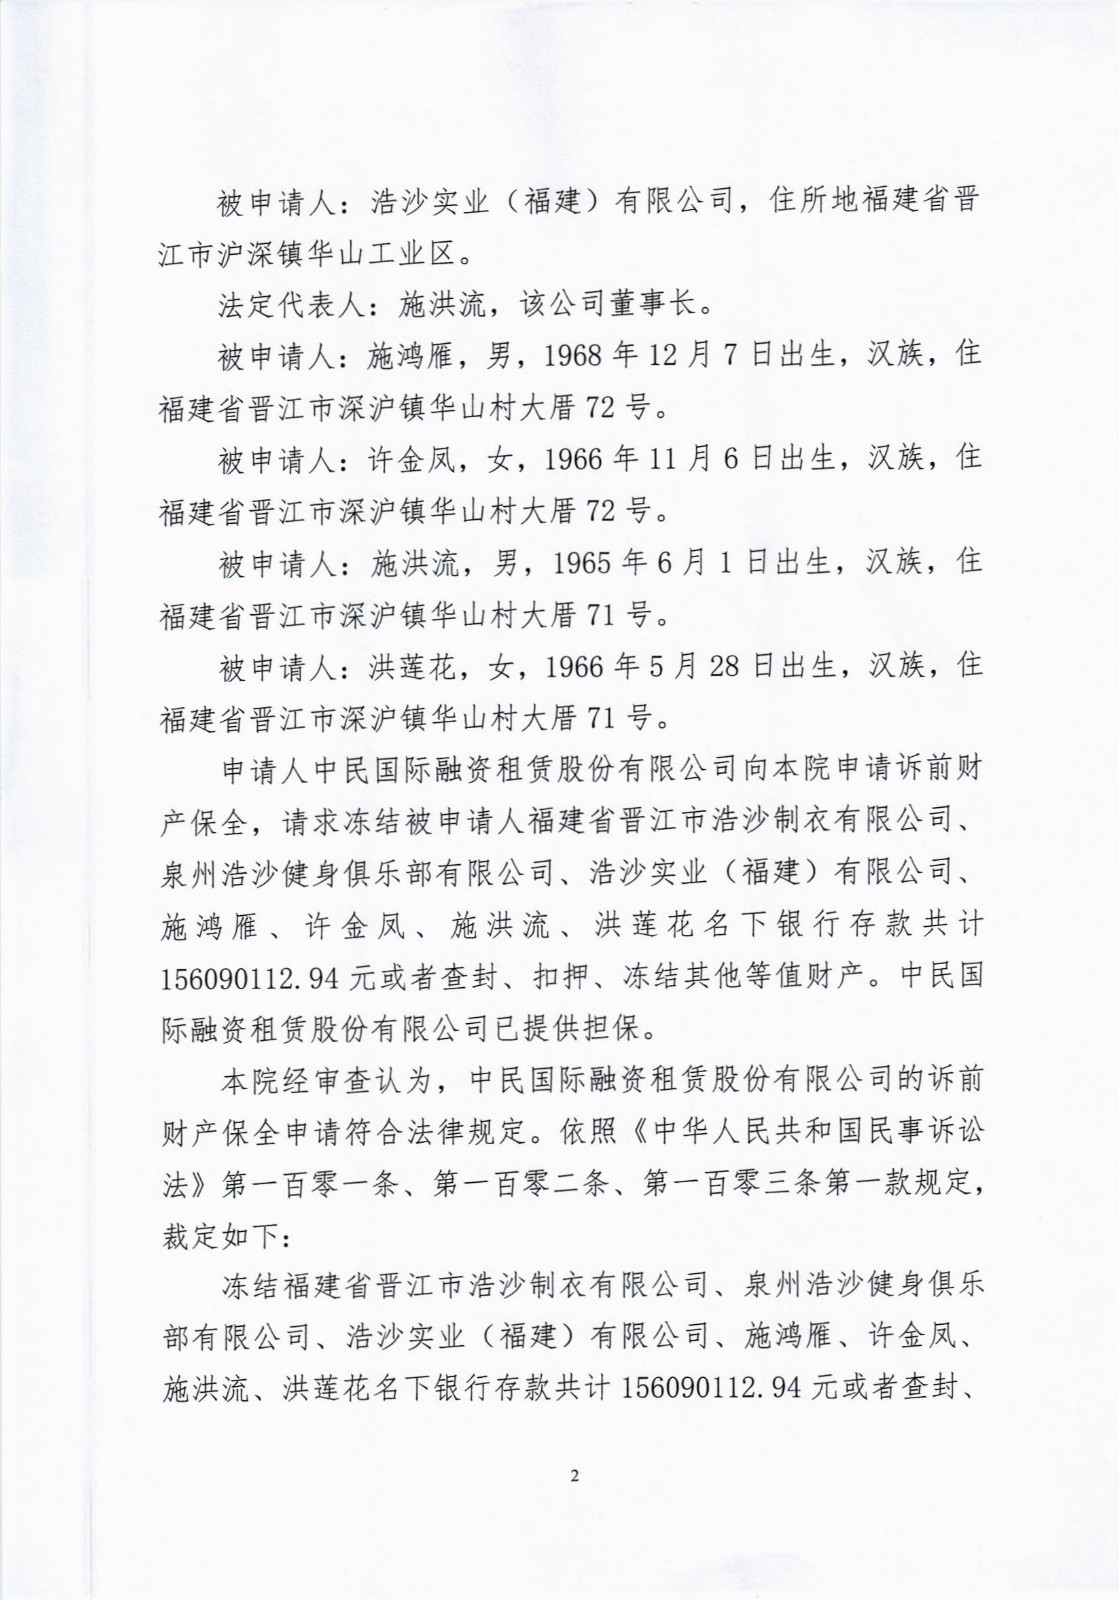 被申请人：浩沙实业（福建）有限公司，住所地福建省晋
江市沪深镇华山工业区。
法定代表人：施洪流，该公司董事长。
被申请人：施鸿雁，男，1968 年 12 月 7 日出生，汉族，住
福建省晋江市深沪镇华山村大厝 72 号。
被申请人：许金凤，女，1966 年 11 月 6 日出生，汉族，住
福建省晋江市深沪镇华山村大厝 72 号。
被申请人：施洪流，男，1965 年 6 月 1 日出生，汉族，住
福建省晋江市深沪镇华山村大厝 71 号。
被申请人：洪莲花，女，1966 年 5 月 28 日出生，汉族，住
福建省晋江市深沪镇华山村大厝 71 号。
申请人中民国际融资租赁股份有限公司向本院申请诉前财
产保全，请求冻结被申请人福建省晋江市浩沙制衣有限公司、
泉州浩沙健身俱乐部有限公司、浩沙实业（福建）有限公司、
施鸿雁、许金凤、施洪流、洪莲花名下银行存款共计
156090112.94 元或者查封、扣押、冻结其他等值财产。中民国
际融资租赁股份有限公司已提供担保。
本院经审查认为，中民国际融资租赁股份有限公司的诉前
财产保全申请符合法律规定。依照《中华人民共和国民事诉讼
法》第一百零一条、第一百零二条、第一百零三条第一款规定，
裁定如下：
冻结福建省晋江市浩沙制衣有限公司、泉州浩沙健身俱乐
部有限公司、浩沙实业（福建）有限公司、施鸿雁、许金凤、
施洪流、洪莲花名下银行存款共计 156090112.94 元或者查封、
2